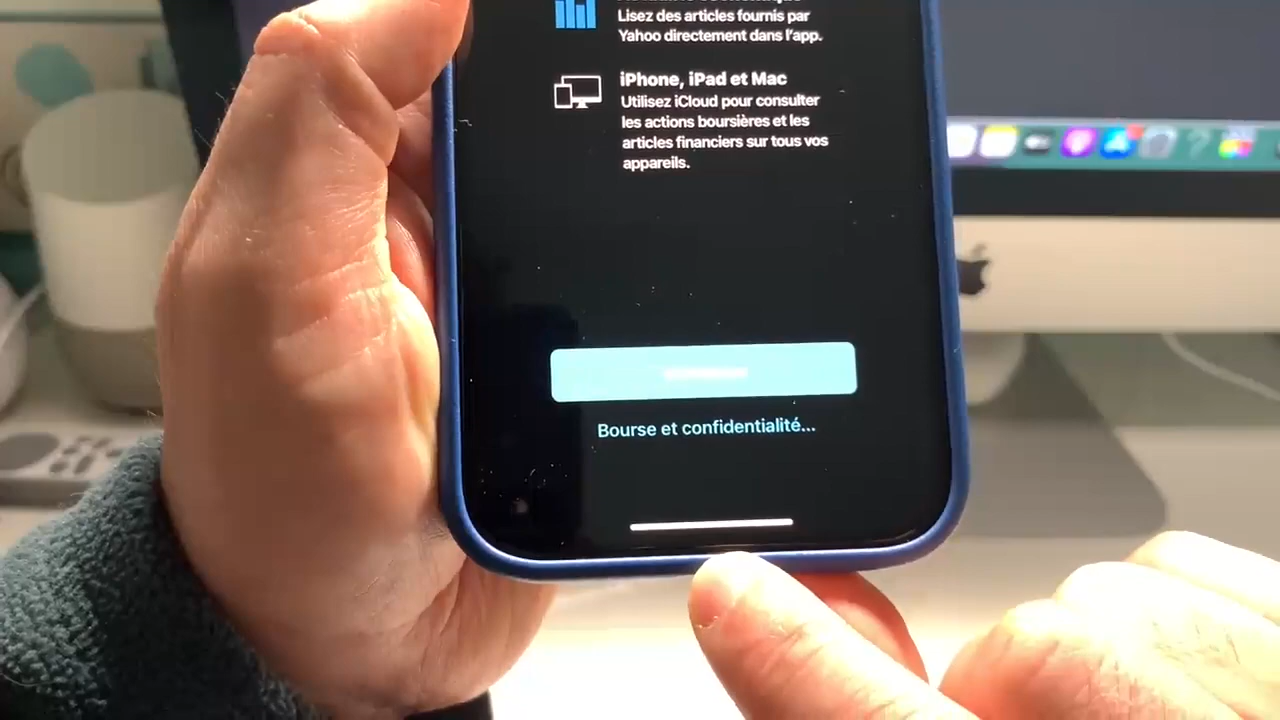 Lisez des articles fournis par
Yahoo directement dans l'app.
iPhone, iPad et Mac
Utilisez iCloud pour consulter
les actions boursières et les
articles financiers sur tous vos
appareils.
Bourse et confidentialité...